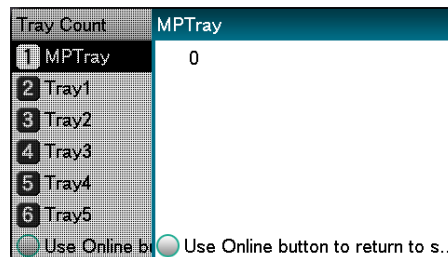 Tray Count
1 MPTray
2 Tray1
3 Tray2
4 Tray3
5 Tray4
6 Tray5
Use Online b
MPTray
0
Use Online button to return to s..